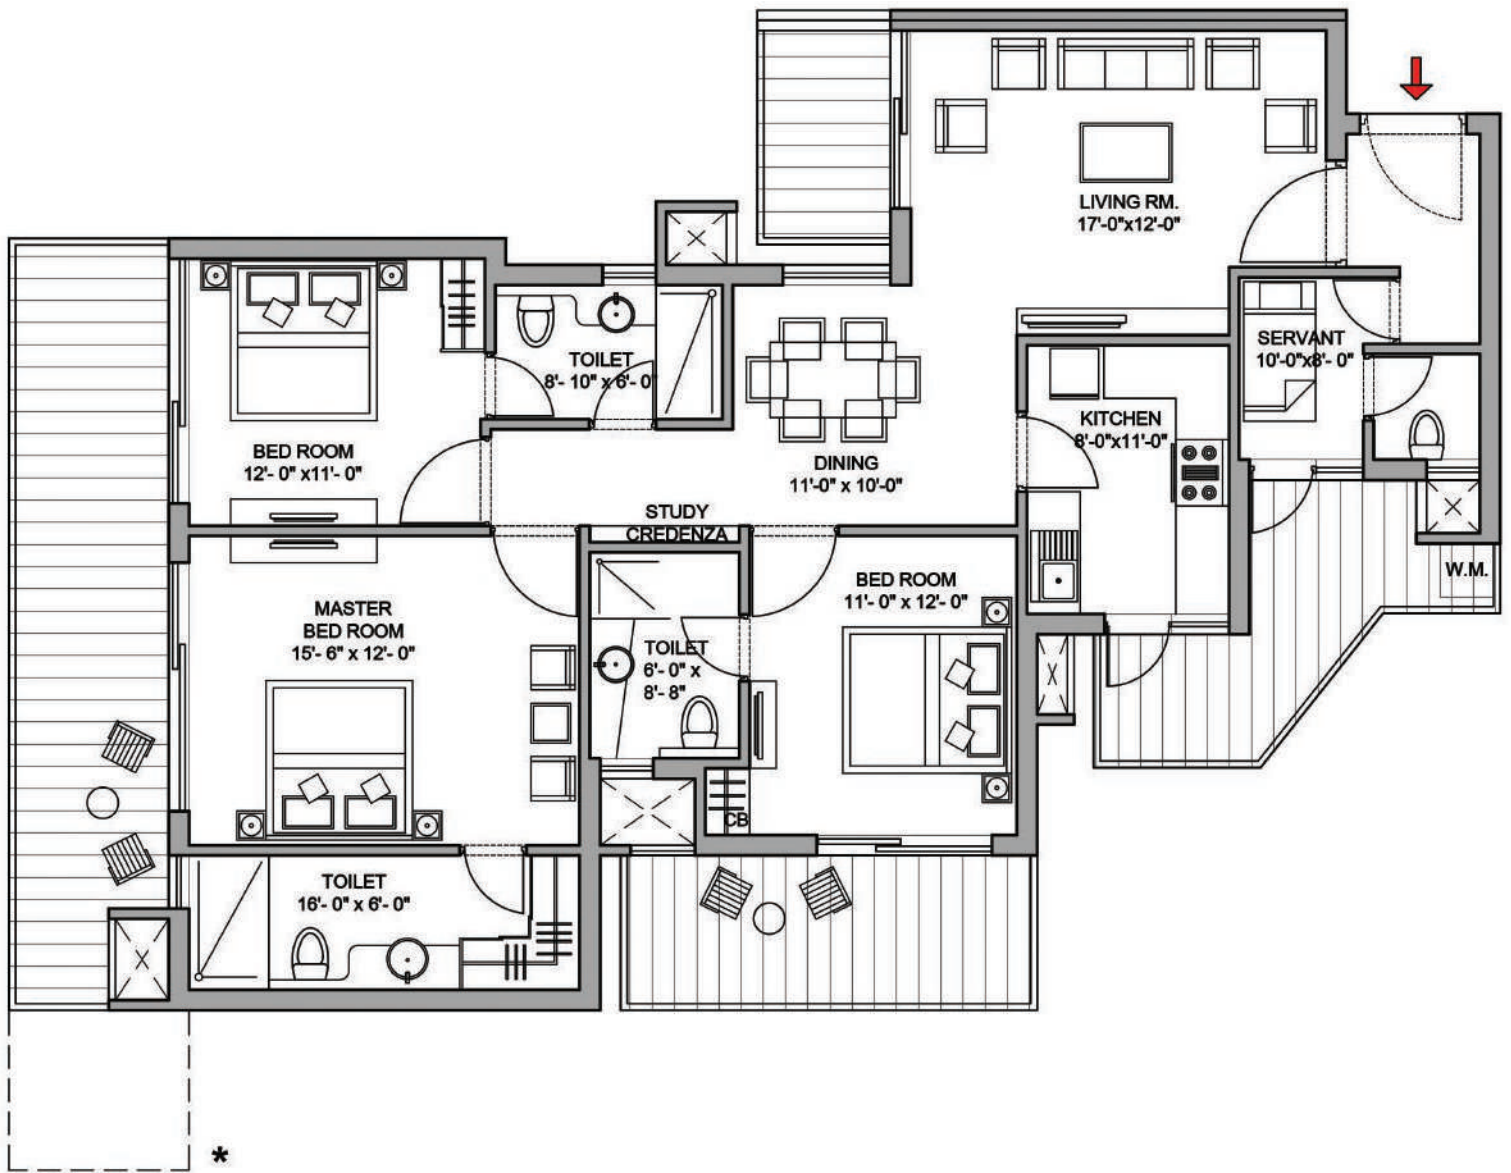 LIVING RM.
17'-0"x12'-0"
SERVANT
10'-0"x8'- 0"
TOILET
8'- 10" x 6'- 0"
KITCHEN
8'-0"x11'-0"
BED ROOM
12'- 0" x11'- 0"
DINING
11'-0" x 10'-0"
STUDY
CREDENZA
W.M.
BED ROOM
11'- 0" x 12'- 0"
MASTER
BED ROOM
15'- 6" x 12'- 0"
TOILET
6'- 0" x
8'- 8"
CB
TOILET
16'- 0" x 6'- 0"
*